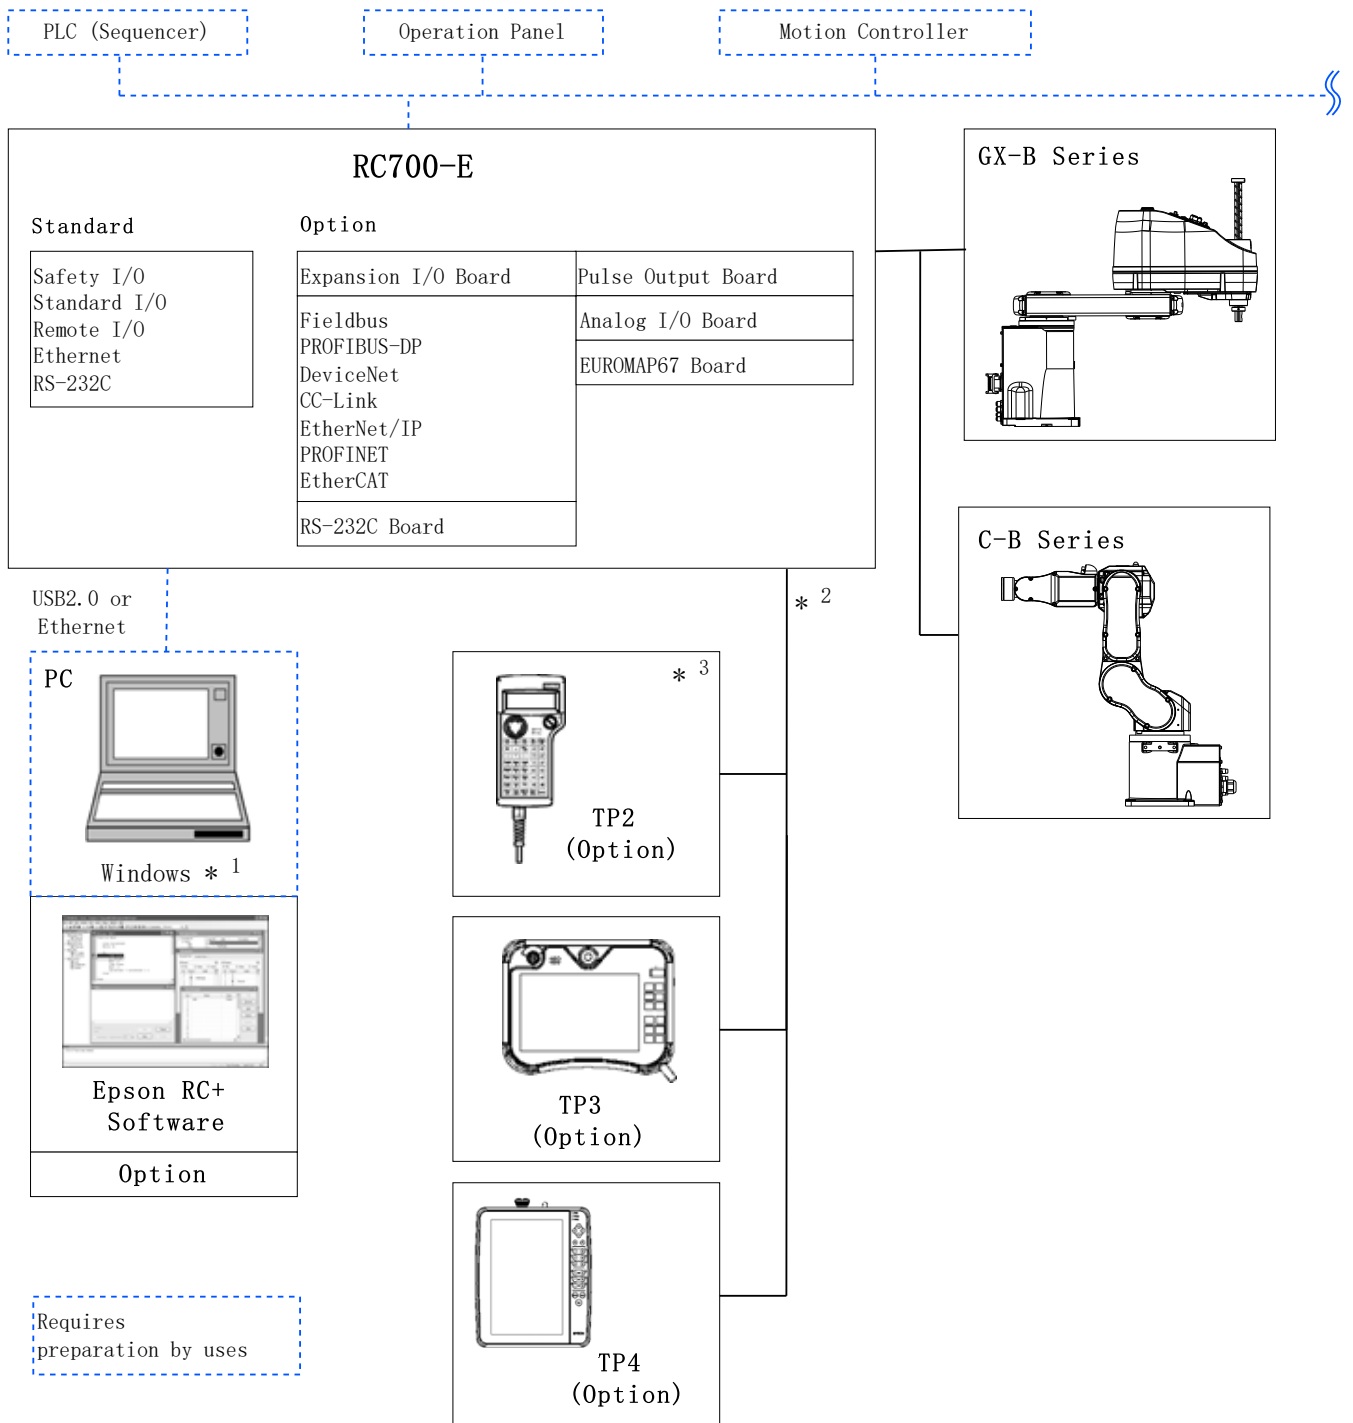 PLC (Sequencer)
Operation Panel
Motion Controller
RC700-E
Standard
Safety I/O
Standard I/O
Remote I/O
Ethernet
RS-232C
Option
Expansion I/O Board
Fieldbus
PROFIBUS-DP
DeviceNet
CC-Link
EtherNet/IP
PROFINET
EtherCAT
RS-232C Board
Pulse Output Board
Analog I/O Board
EUROMAP67 Board
GX-B Series
C-B Series
USB2.0 or
Ethernet
* 2
PC
Windows * 1
Epson RC+
Software
Option
* 3
TP2
(Option)
TP3
(Option)
TP4
(Option)
Requires
preparation by uses